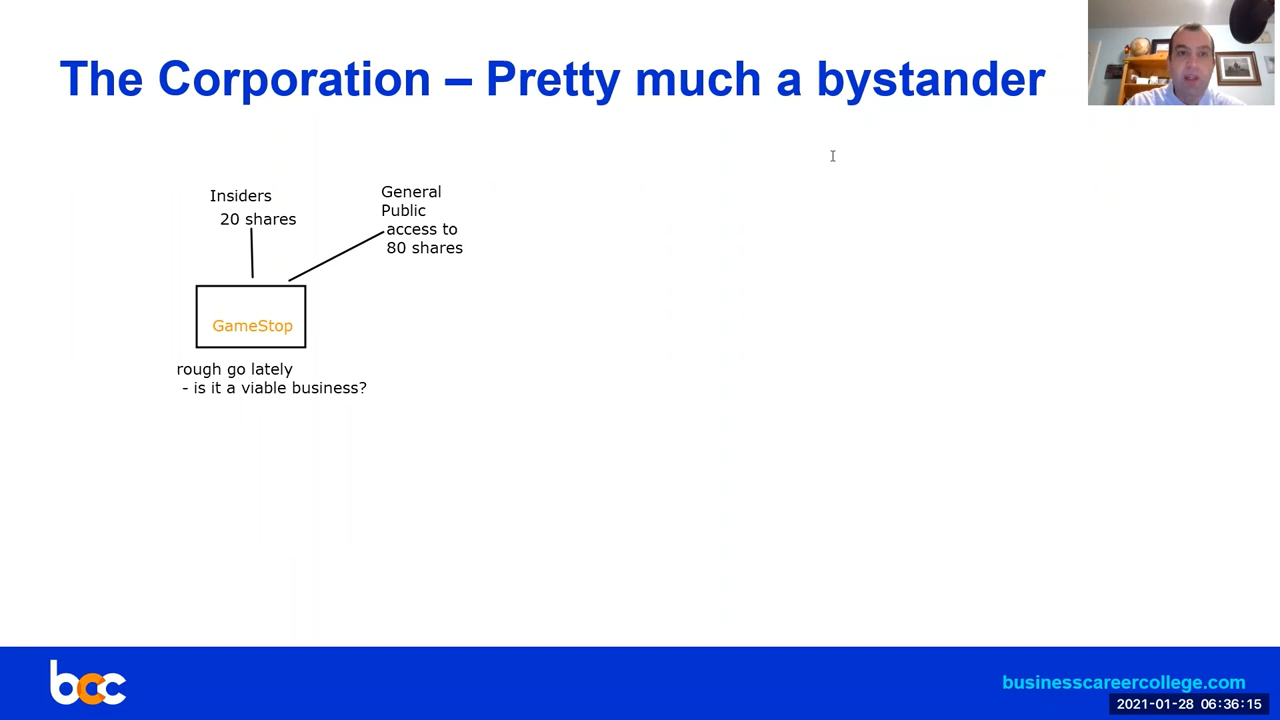 The Corporation – Pretty much a bystander
Insiders
20 shares
General
Public
access to
80 shares
GameStop
rough go lately
- is it a viable business?
bcc
businesscareercollege.com
2021-01-28 06:36:15